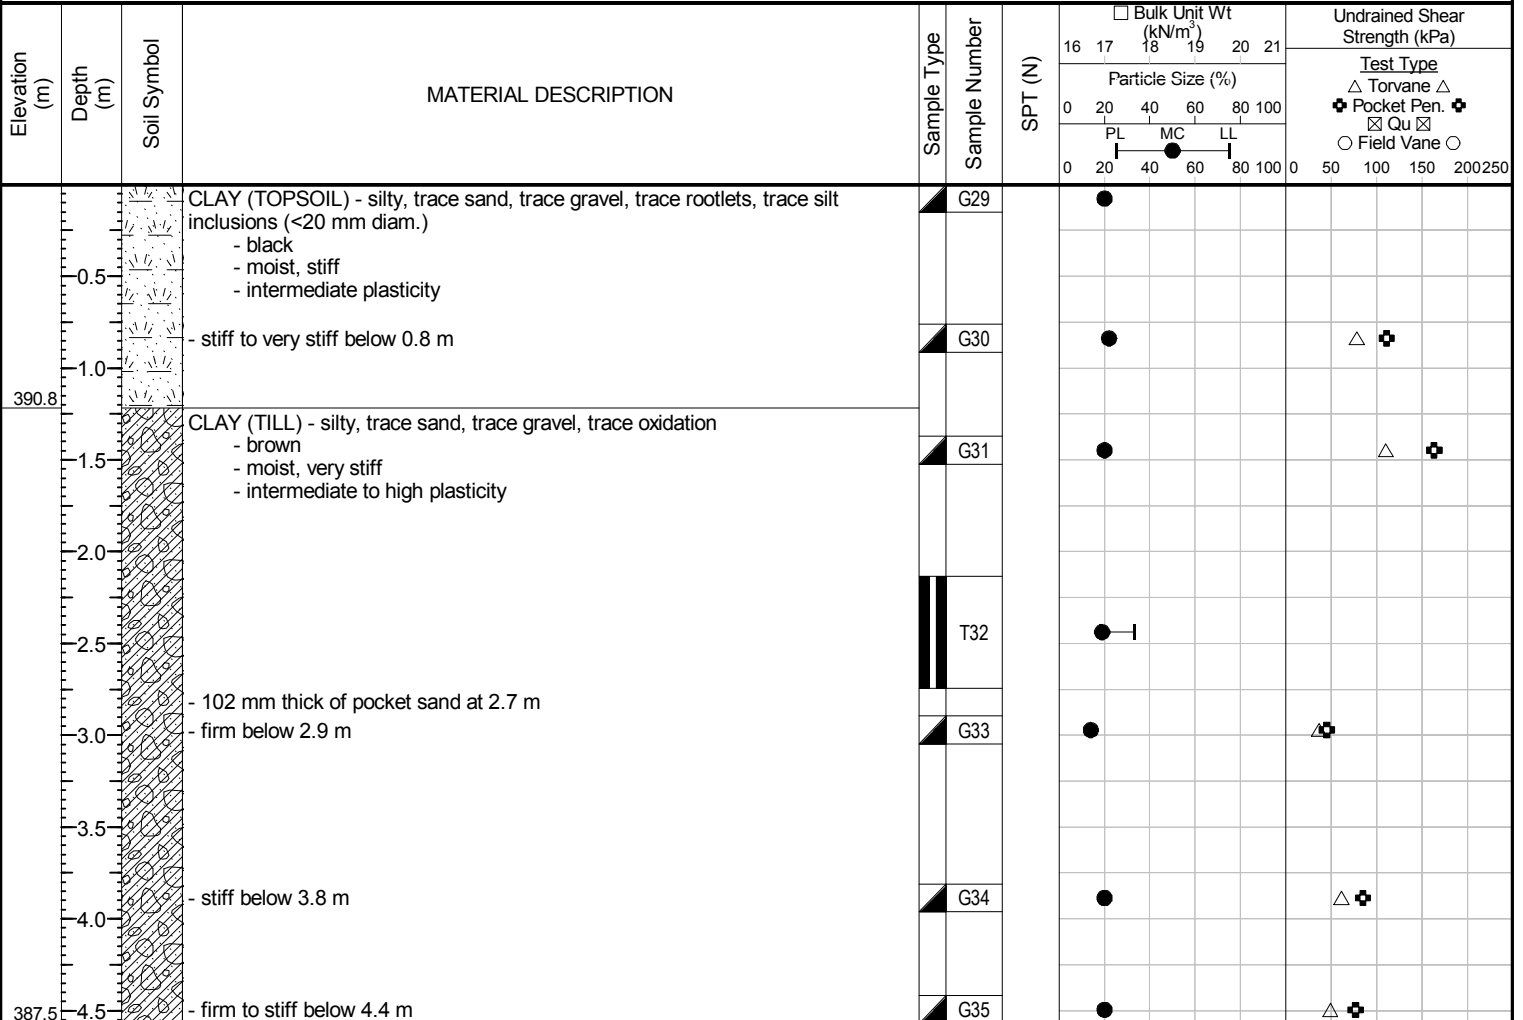 Elevation
(m)
Depth
(m)
Soil Symbol
MATERIAL DESCRIPTION
Sample Type
Sample Number
SPT (N)
Bulk Unit Wt
(kN/m³)
16 17 18 19 20 21
Particle Size (%)
0 20 40 60 80 100
PL MC LL
0 20 40 60 80 100
Undrained Shear
Strength (kPa)
Test Type
△ Torvane △
Pocket Pen.
☒ Qu ☒
○ Field Vane ○
0 50 100 150 200 250
CLAY (TOPSOIL) - silty, trace sand, trace gravel, trace rootlets, trace silt
inclusions (<20 mm diam.)
- black
- moist, stiff
- intermediate plasticity
G29
0.5
- stiff to very stiff below 0.8 m
G30
1.0
390.8
CLAY (TILL) - silty, trace sand, trace gravel, trace oxidation
- brown
- moist, very stiff
- intermediate to high plasticity
G31
1.5
2.0
T32
2.5
- 102 mm thick of pocket sand at 2.7 m
- firm below 2.9 m
G33
3.0
3.5
- stiff below 3.8 m
G34
4.0
387.5
4.5
- firm to stiff below 4.4 m
G35